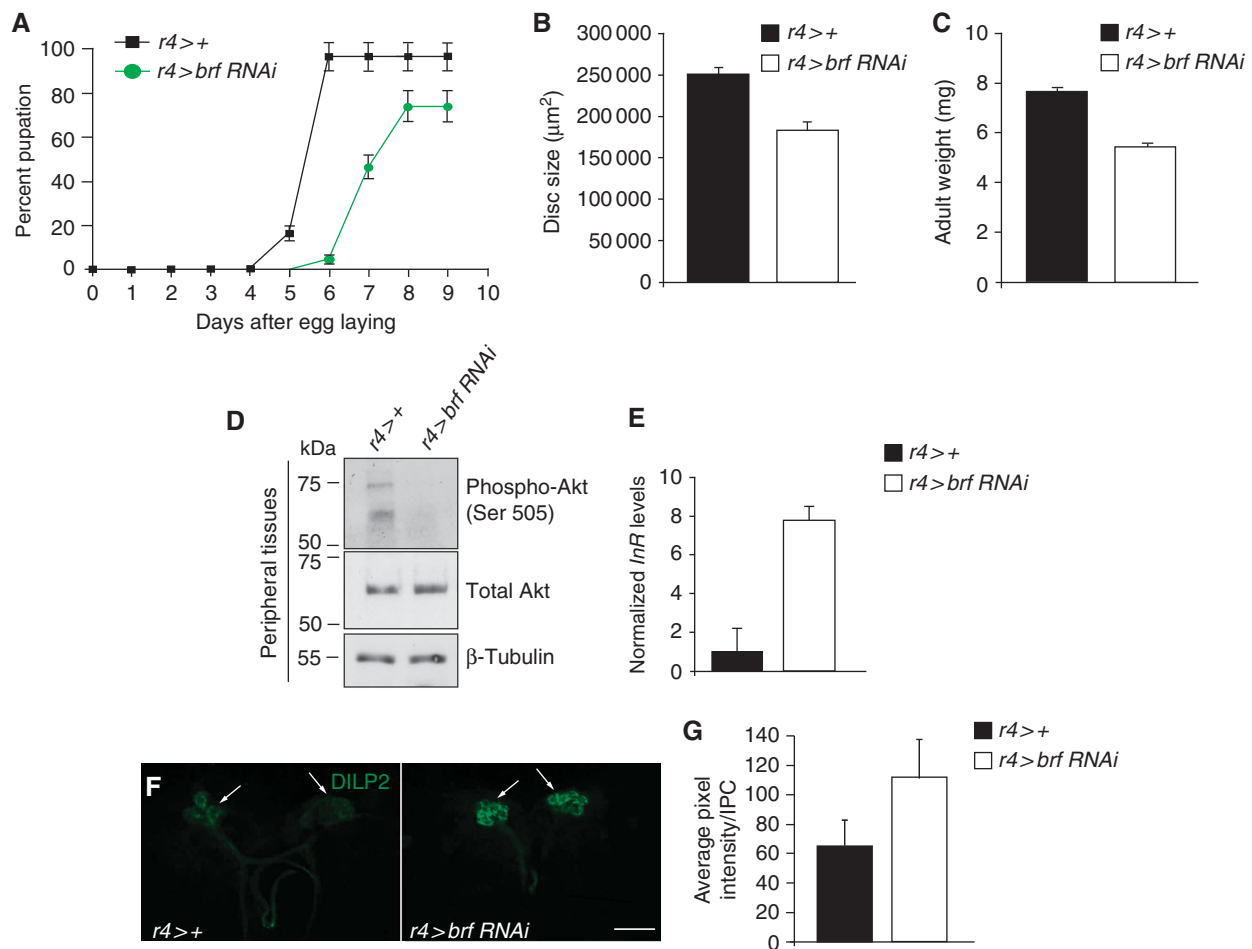 A
r4>+
r4>brf RNAi
100
80
60
40
20
0
Percent pupation
0 1 2 3 4 5 6 7 8 9 10
Days after egg laying
B
r4>+
r4>brf RNAi
300 000
250 000
200 000
150 000
100 000
50 000
0
Disc size (μm²)
C
r4>+
r4>brf RNAi
10
8
6
4
2
0
Adult weight (mg)
D
r4>+
r4>brf RNAi
kDa
Peripheral tissues
75
50
Phospho-Akt
(Ser 505)
75
50
Total Akt
55
β-Tubulin
E
r4>+
r4>brf RNAi
10
8
6
4
2
0
Normalized InR levels
F
DILP2
r4>+
r4>brf RNAi
G
r4>+
r4>brf RNAi
140
120
100
80
60
40
20
0
Average pixel
intensity/IPC